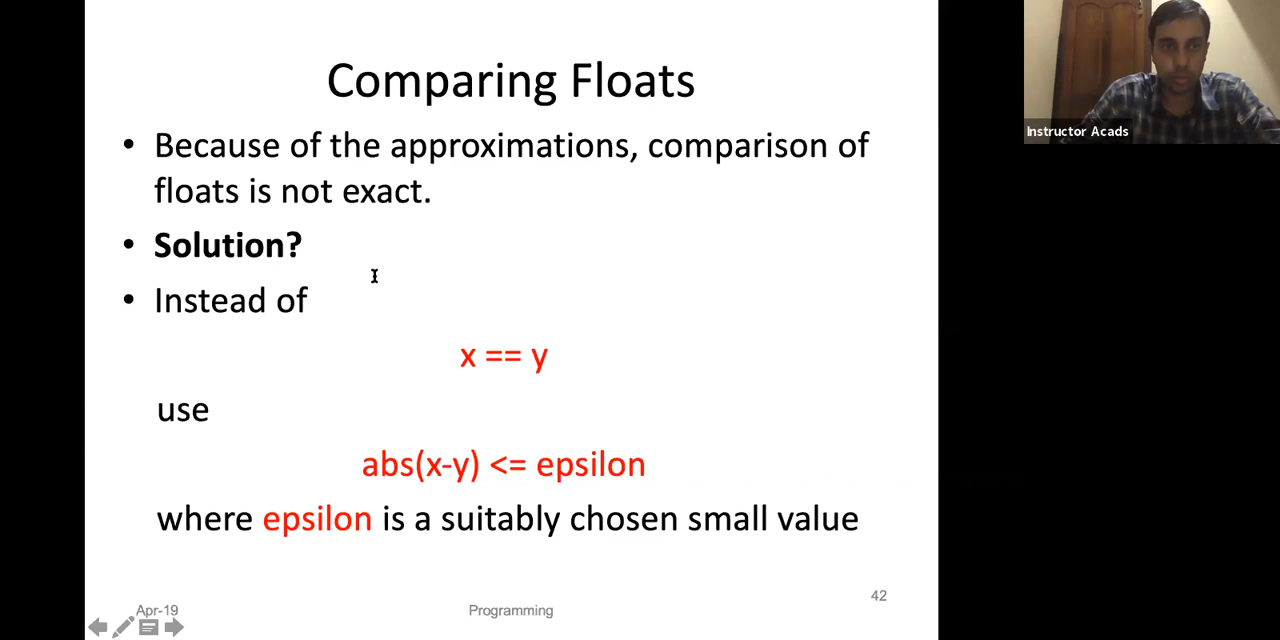 Comparing Floats
• Because of the approximations, comparison of
floats is not exact.
• Solution?
• Instead of
x == y
use
abs(x-y) <= epsilon
where epsilon is a suitably chosen small value
Apr-19
Programming
42
Instructor Acads